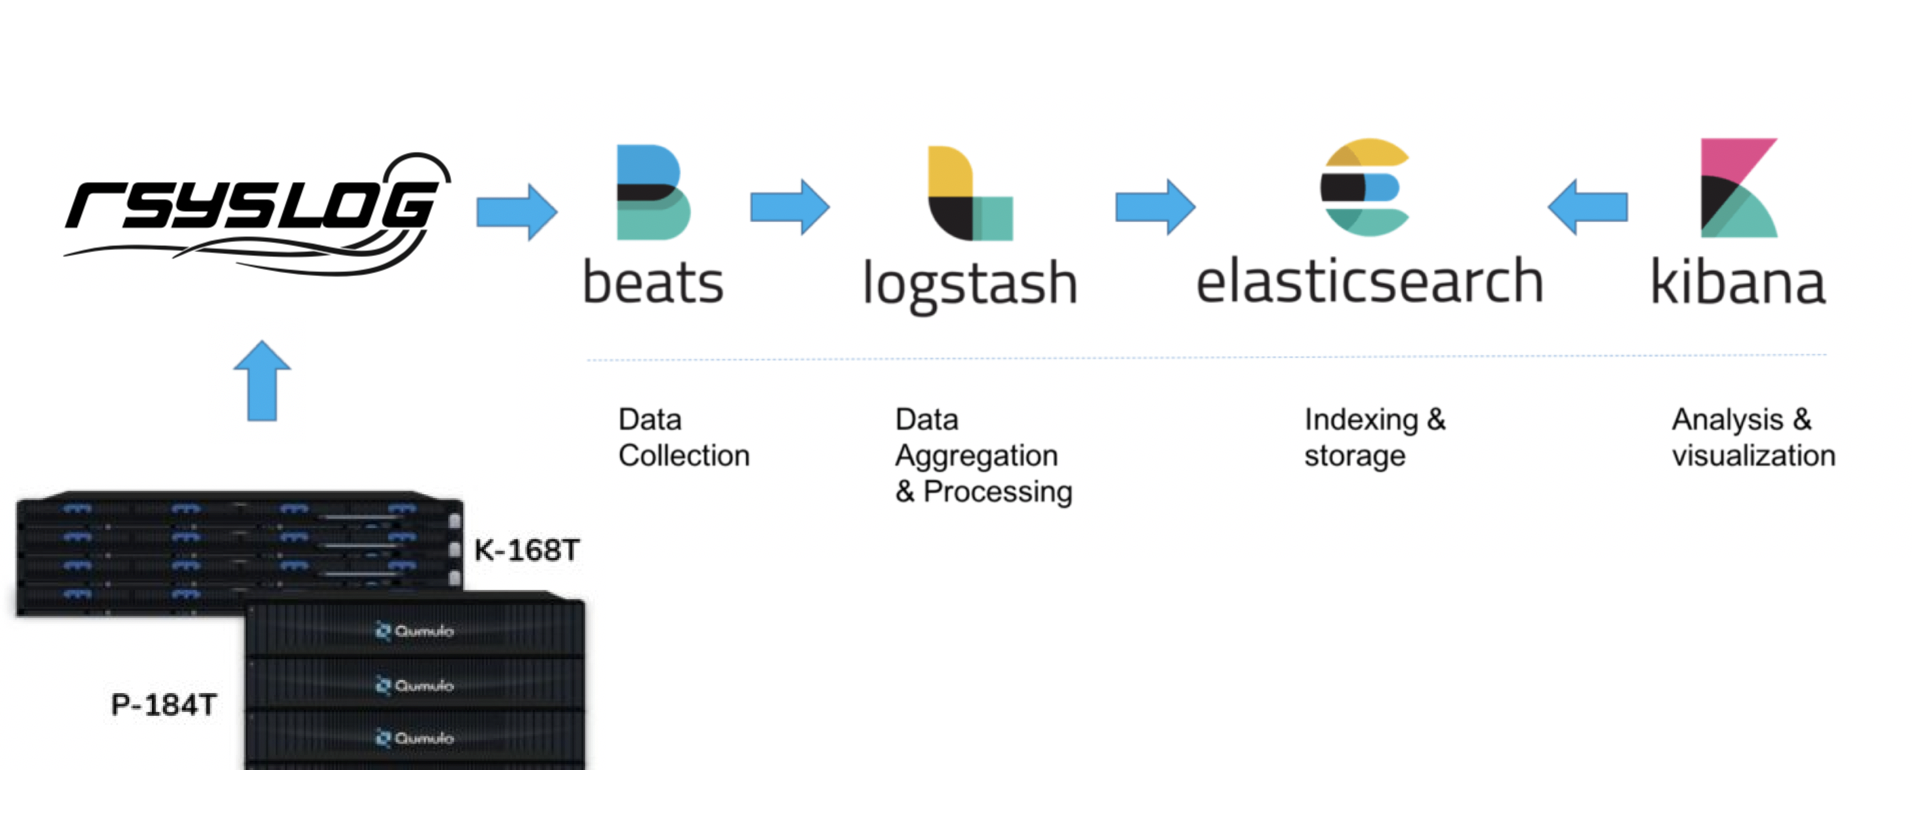 rsyslog
beats
logstash
elasticsearch
kibana
Data
Collection
Data
Aggregation
& Processing
Indexing &
storage
Analysis &
visualization
K-168T
Qumulo
Qumulo
P-184T
Qumulo